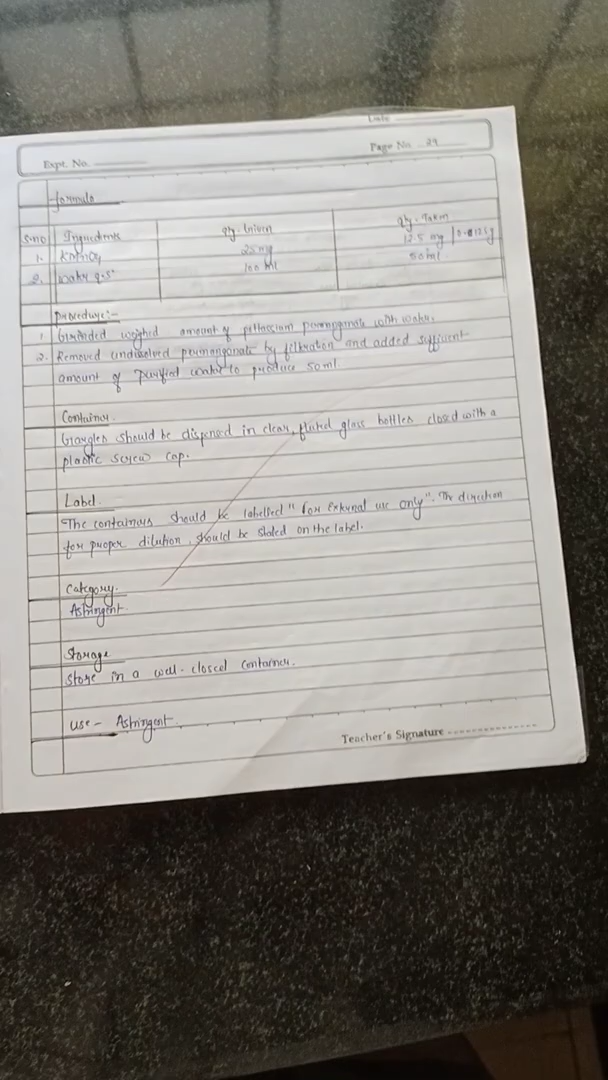 Date
Expt. No.
Page No. 29
formula
S.no Ingredients Qty. Given Qty. Taken
1. KMnO4 25 mg 12.5 mg
2. Water q.s. 100 ml 50 ml
Procedure:-
1. Grinded weighed amount of with water.
2. Removed undissolved permanganate by filtration and added sufficient
amount of purified water to produce 50ml.
Container.
Gargles should be dispensed in clear, fluted glass bottles closed with a
plastic screw cap.
Label.
The containers should be labelled "for External use only". The direction
for proper dilution should be stated on the label.
Category.
Astringent.
Storage
Store in a well-closed container.
Use - Astringent.
Teacher's Signature